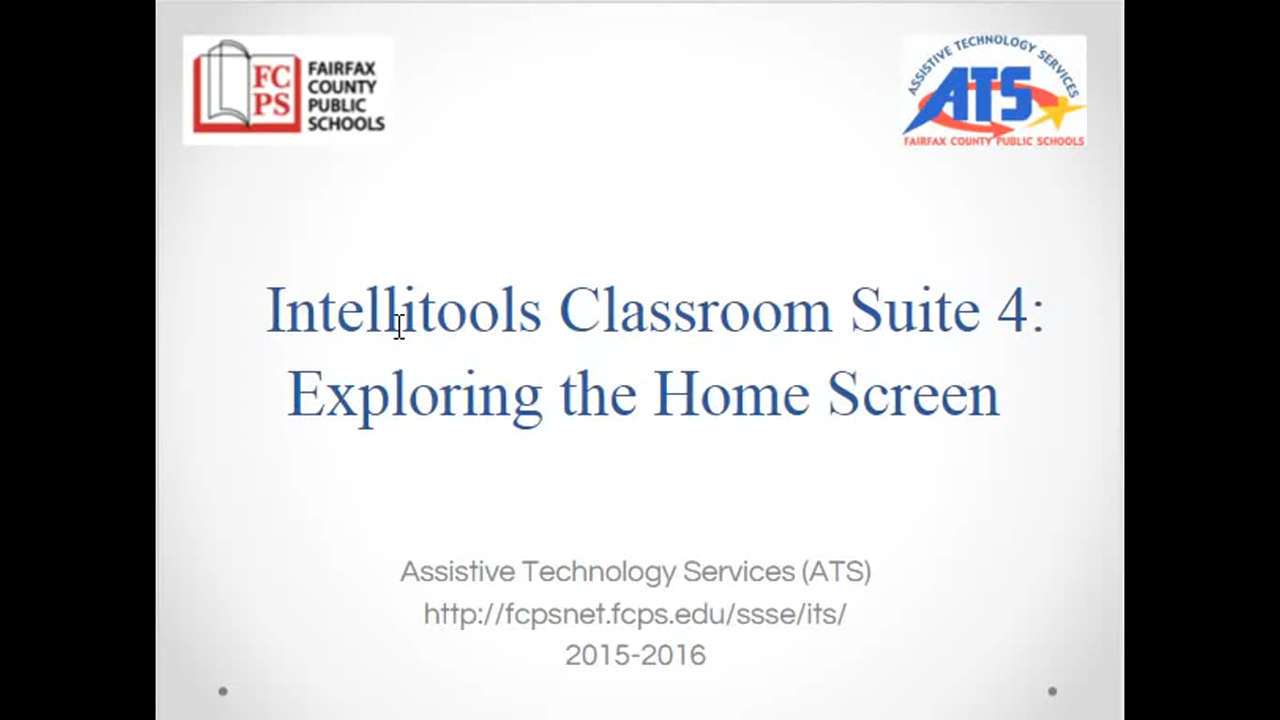 FC
PS
FAIRFAX
COUNTY
PUBLIC
SCHOOLS
ASSISTIVE TECHNOLOGY SERVICES
ATS
FAIRFAX COUNTY PUBLIC SCHOOLS
Intellitools Classroom Suite 4:
Exploring the Home Screen
Assistive Technology Services (ATS)
http://fcpsnet.fcps.edu/ssse/its/
2015-2016